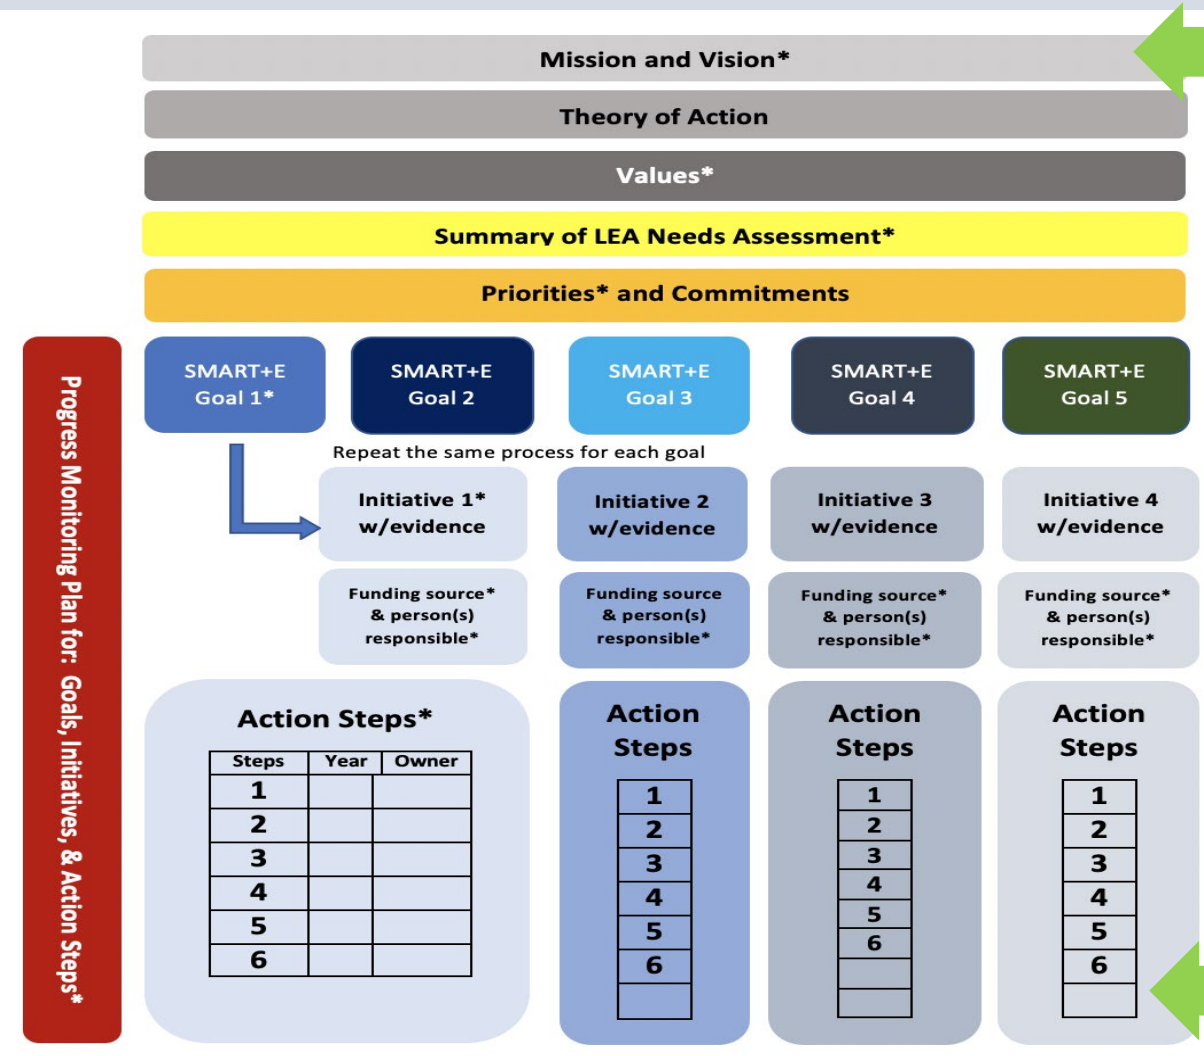 Mission and Vision*
Theory of Action
Values*
Summary of LEA Needs Assessment*
Priorities* and Commitments
Progress Monitoring Plan for: Goals, Initiatives, & Action Steps*
SMART+E
Goal 1*
SMART+E
Goal 2
SMART+E
Goal 3
SMART+E
Goal 4
SMART+E
Goal 5
Repeat the same process for each goal
Initiative 1*
w/evidence
Initiative 2
w/evidence
Initiative 3
w/evidence
Initiative 4
w/evidence
Funding source*
& person(s)
responsible*
Funding source
& person(s)
responsible*
Funding source*
& person(s)
responsible*
Funding source*
& person(s)
responsible*
Action Steps*
Steps Year Owner
1
2
3
4
5
6
Action
Steps
1
2
3
4
5
6
Action
Steps
1
2
3
4
5
6
Action
Steps
1
2
3
4
5
6